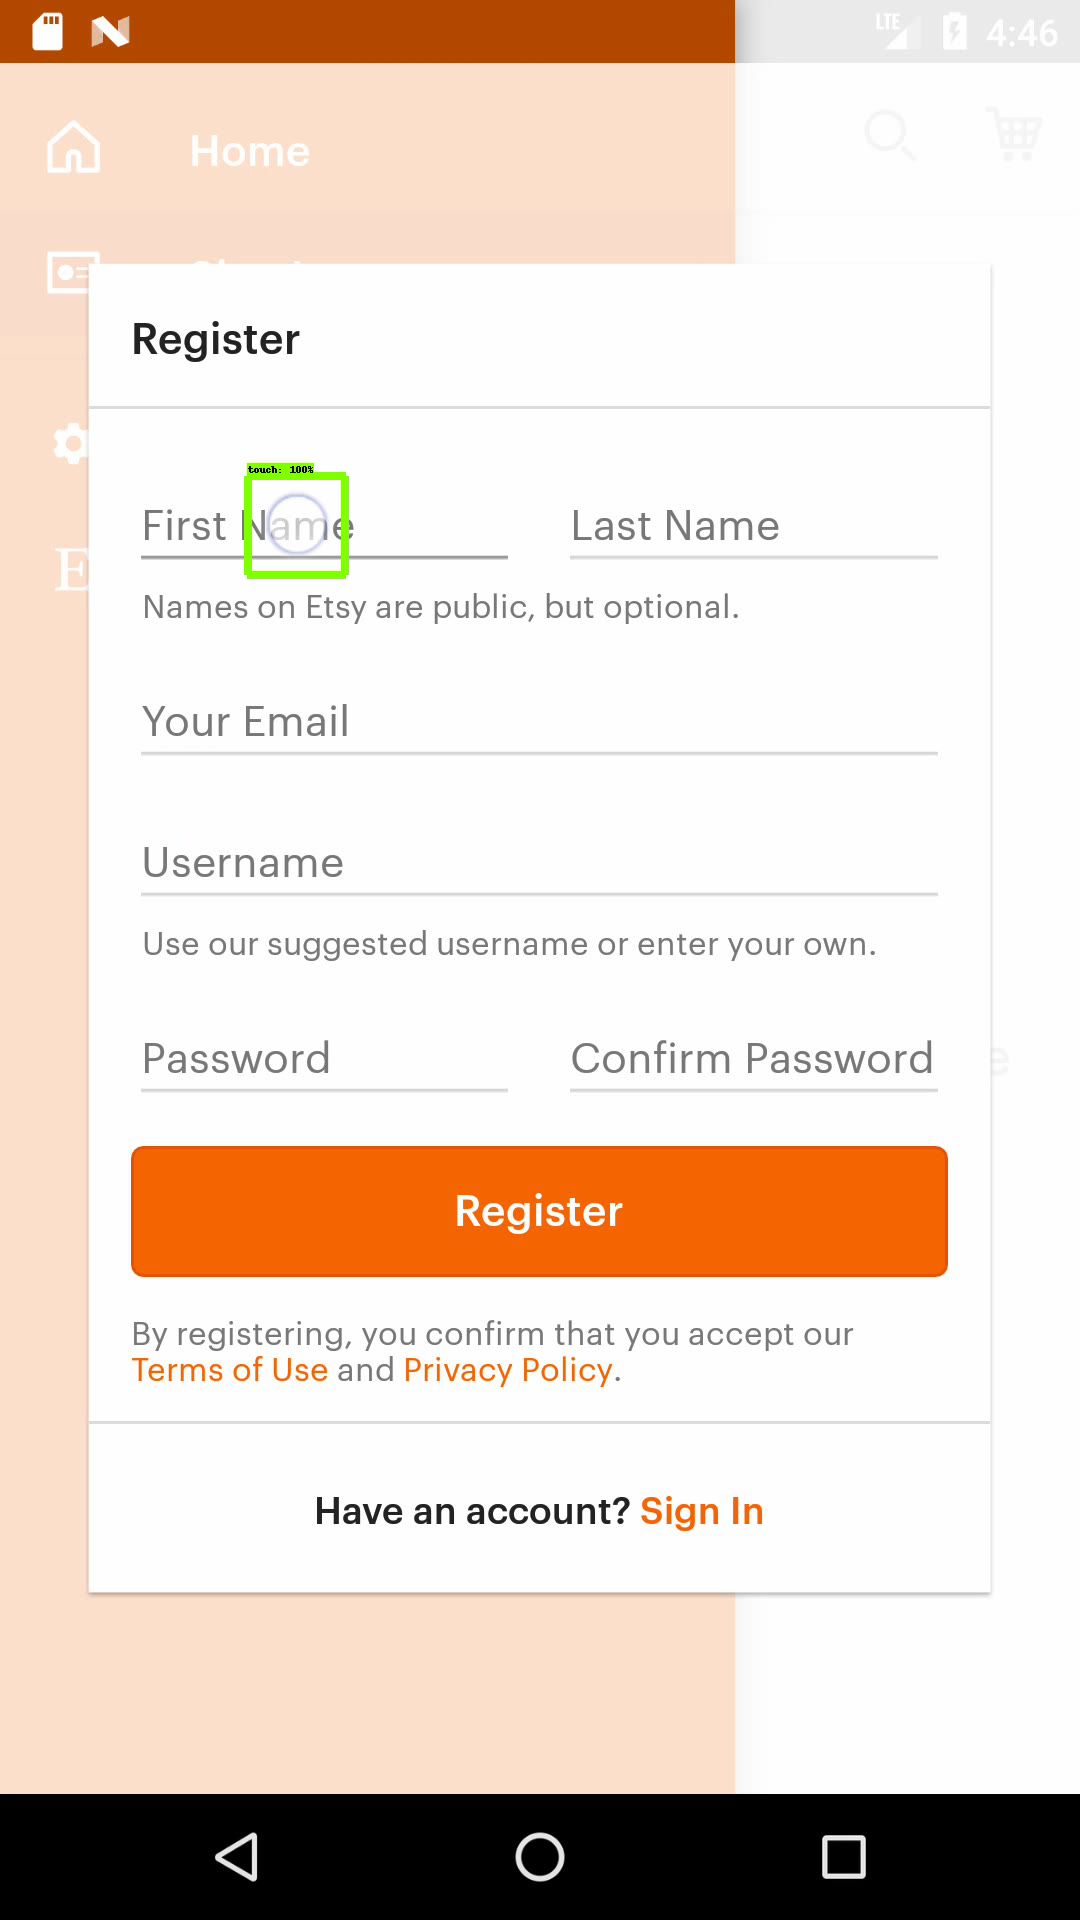 LTE 4:46
Home
Register
touch: 100%
First Name Last Name
Names on Etsy are public, but optional.
Your Email
Username
Use our suggested username or enter your own.
Password Confirm Password
Register
By registering, you confirm that you accept our
Terms of Use and Privacy Policy.
Have an account? Sign In